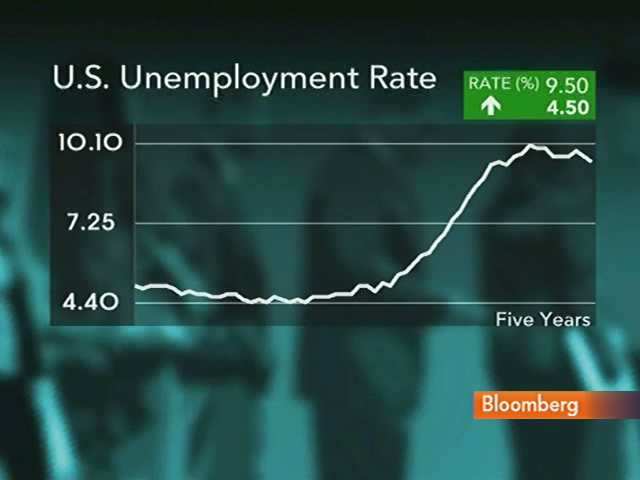 U.S. Unemployment Rate
RATE (%) 9.50
4.50
10.10
7.25
4.40
Five Years
Bloomberg